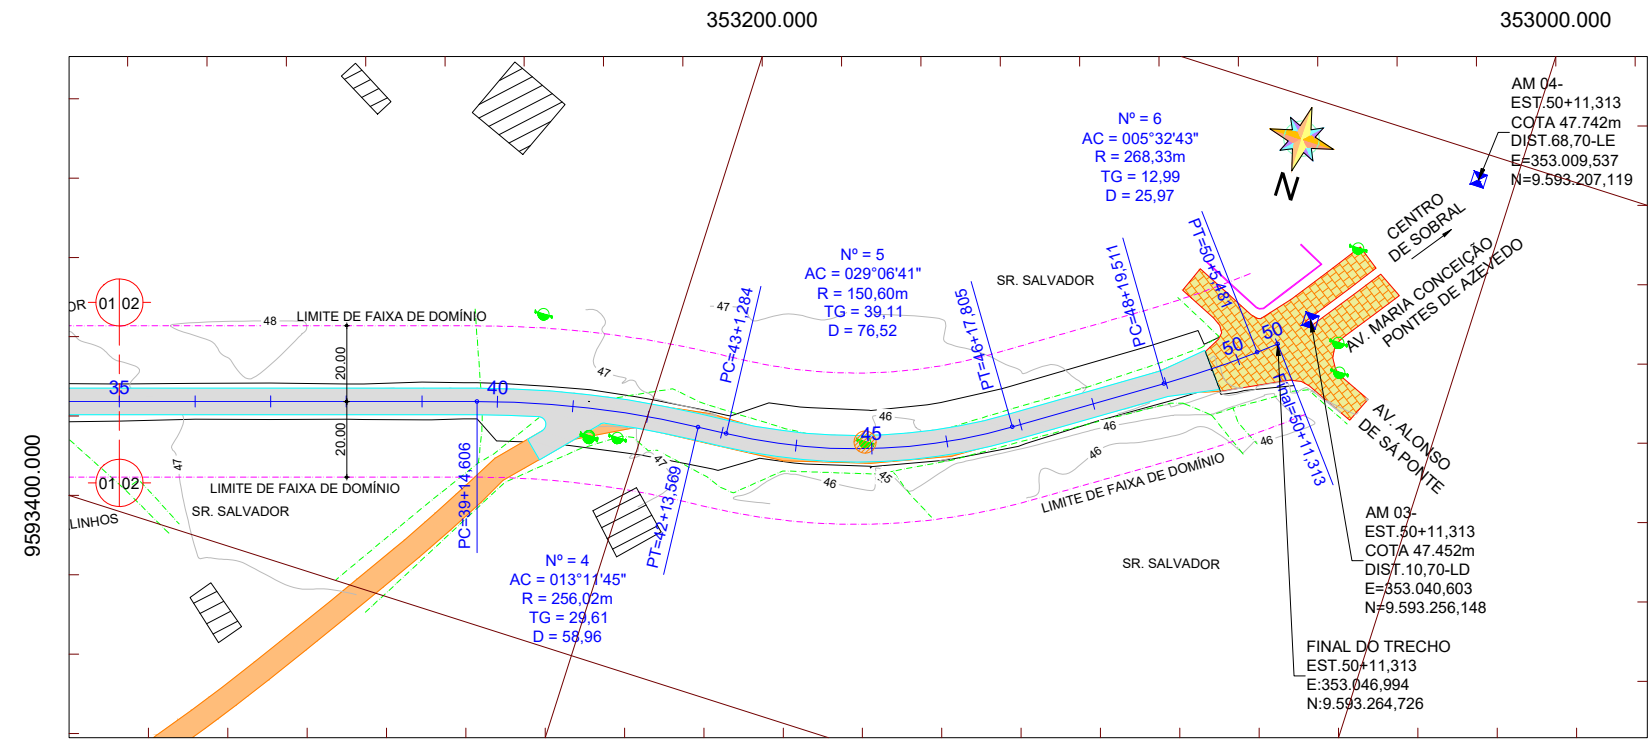 353200.000
353000.000
AM 04-
EST.50+11,313
COTA 47.742m
DIST.68,70-LE
E=353.009,537
N=9.593.207,119
Nº = 6
AC = 005°32'43"
R = 268,33m
TG = 12,99
D = 25,97
N
CENTRO
DE SOBRAL
AV. MARIA CONCEIÇÃO
PONTES DE AZEVEDO
Nº = 5
AC = 029°06'41"
R = 150,60m
TG = 39,11
D = 76,52
SR. SALVADOR
PT=50+5,481
PC=48+19,511
PT=46+17.805
PC=43+1,284
47
OR
01 02
48
LIMITE DE FAIXA DE DOMÍNIO
20.00
20.00
47
35
40
45
50
50
46
46
46
46
46
45
47
47
Final=50+11,313
AV. ALONSO
DE SÁ PONTE
01 02
LIMITE DE FAIXA DE DOMÍNIO
SR. SALVADOR
LINHOS
9593400.000
PC=39+14,606
PT=42+13.569
LIMITE DE FAIXA DE DOMÍNIO
Nº = 4
AC = 013°11'45"
R = 256,02m
TG = 29,61
D = 58,96
SR. SALVADOR
AM 03-
EST.50+11,313
COTA 47.452m
DIST.10,70-LD
E=353.040,603
N=9.593.256,148
FINAL DO TRECHO
EST.50+11,313
E:353.046,994
N:9.593.264,726